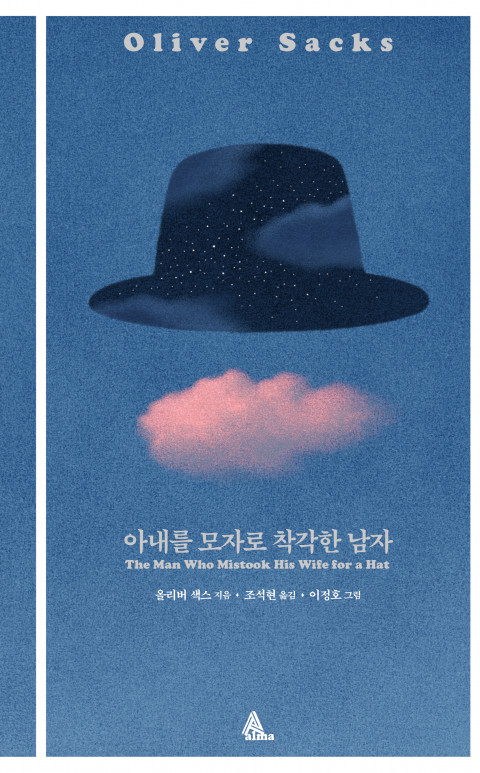 Oliver Sacks
아내를 모자로 착각한 남자
The Man Who Mistook His Wife for a Hat
올리버 색스 지음 • 조석현 옮김 • 이정호 그림
alma